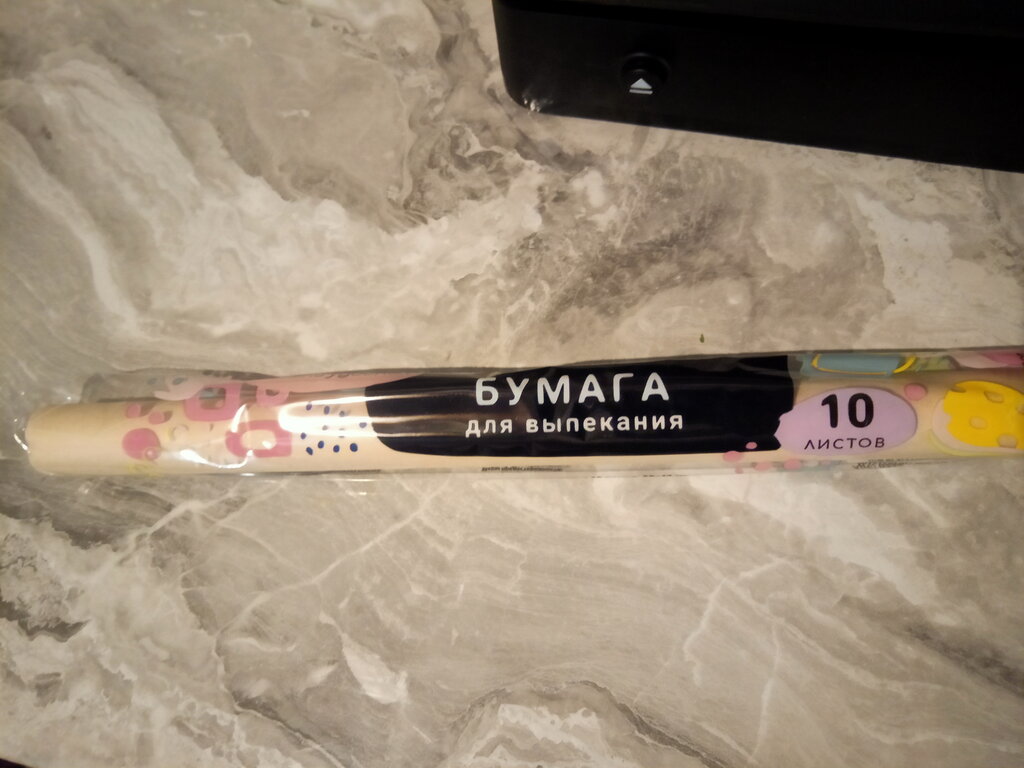 БУМАГА
для выпекания
10
ЛИСТОВ